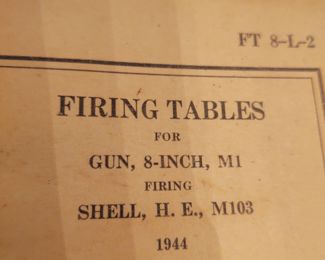 FT 8-L-2
FIRING TABLES
FOR
GUN, 8-INCH, M1
FIRING
SHELL, H. E., M103
1944